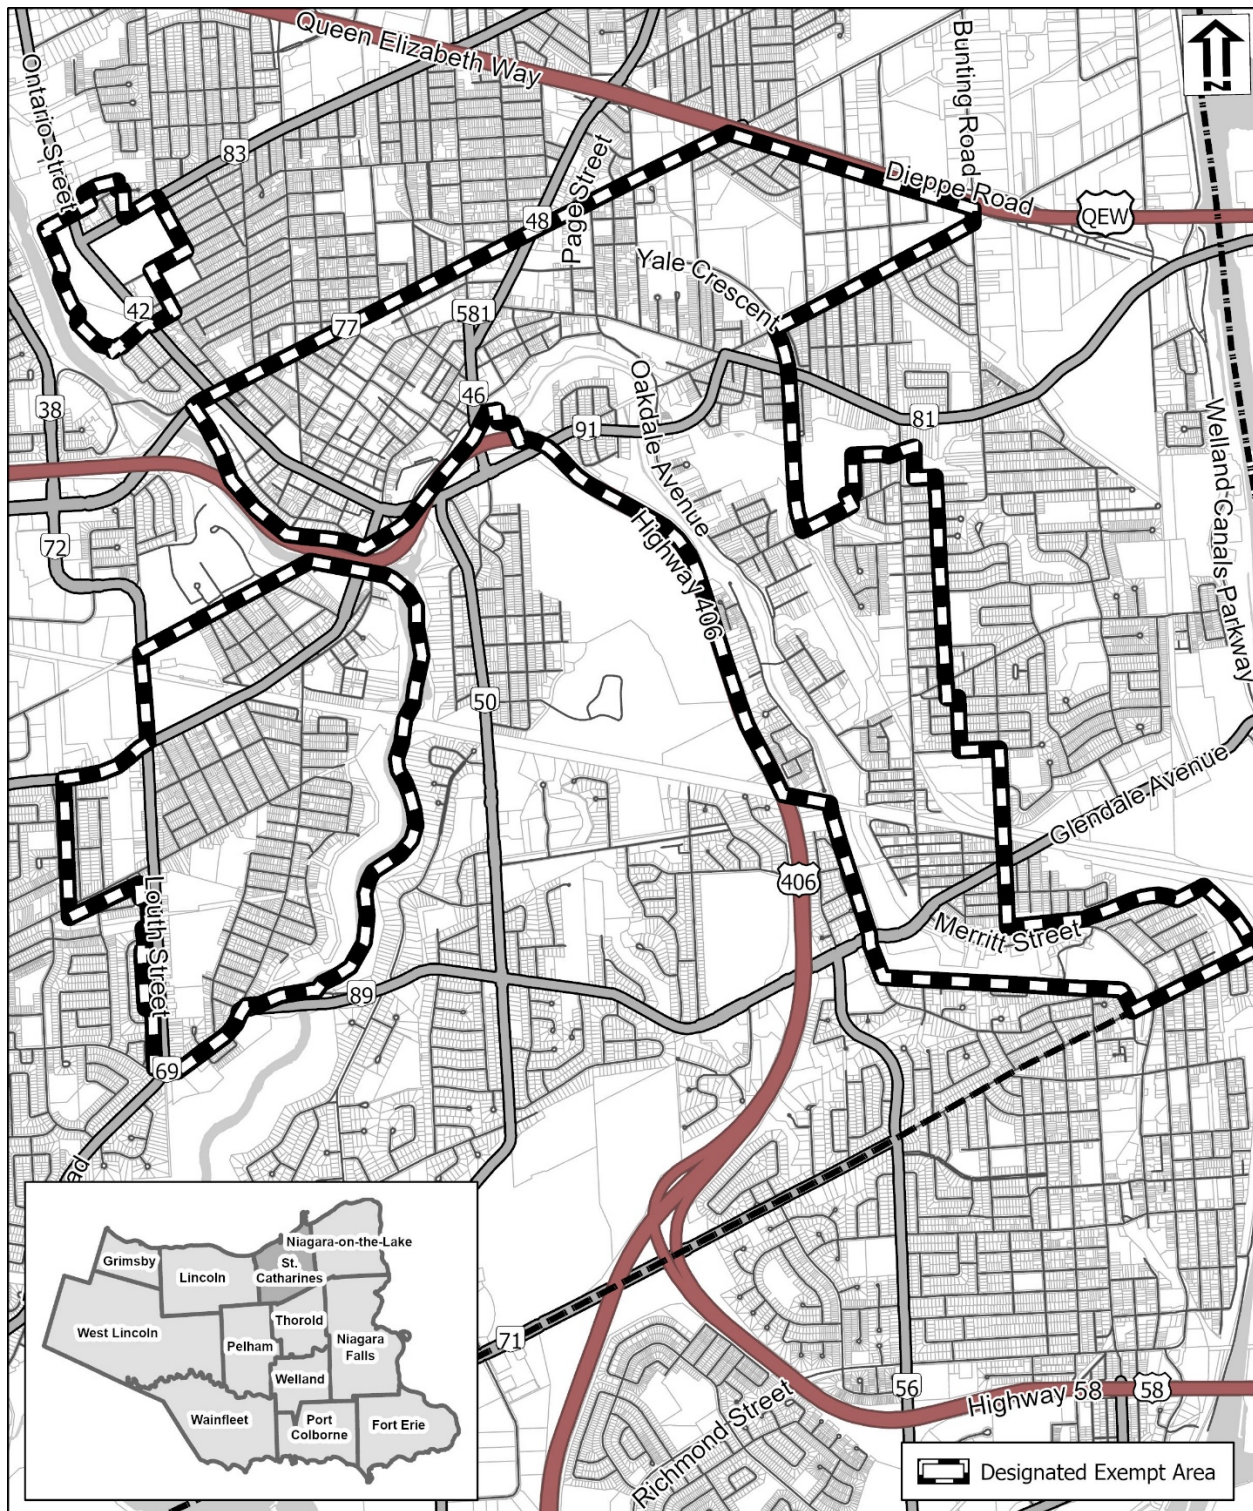 Queen Elizabeth Way
Ontario Street
Bunting Road
N
83
Page Street
Dieppe Road
QEW
48
Yale Crescent
42
77
581
Oakdale Avenue
46
38
91
81
Welland Canals Parkway
72
Highway 406
50
Glendale Avenue
406
Louth Street
Merritt Street
89
69
ad
71
56
Richmond Street
Highway 58
58
Niagara-on-the-Lake
Grimsby
Lincoln
St.
Catharines
Thorold
West Lincoln
Pelham
Niagara
Falls
Welland
Wainfleet
Port
Colborne
Fort Erie
Designated Exempt Area